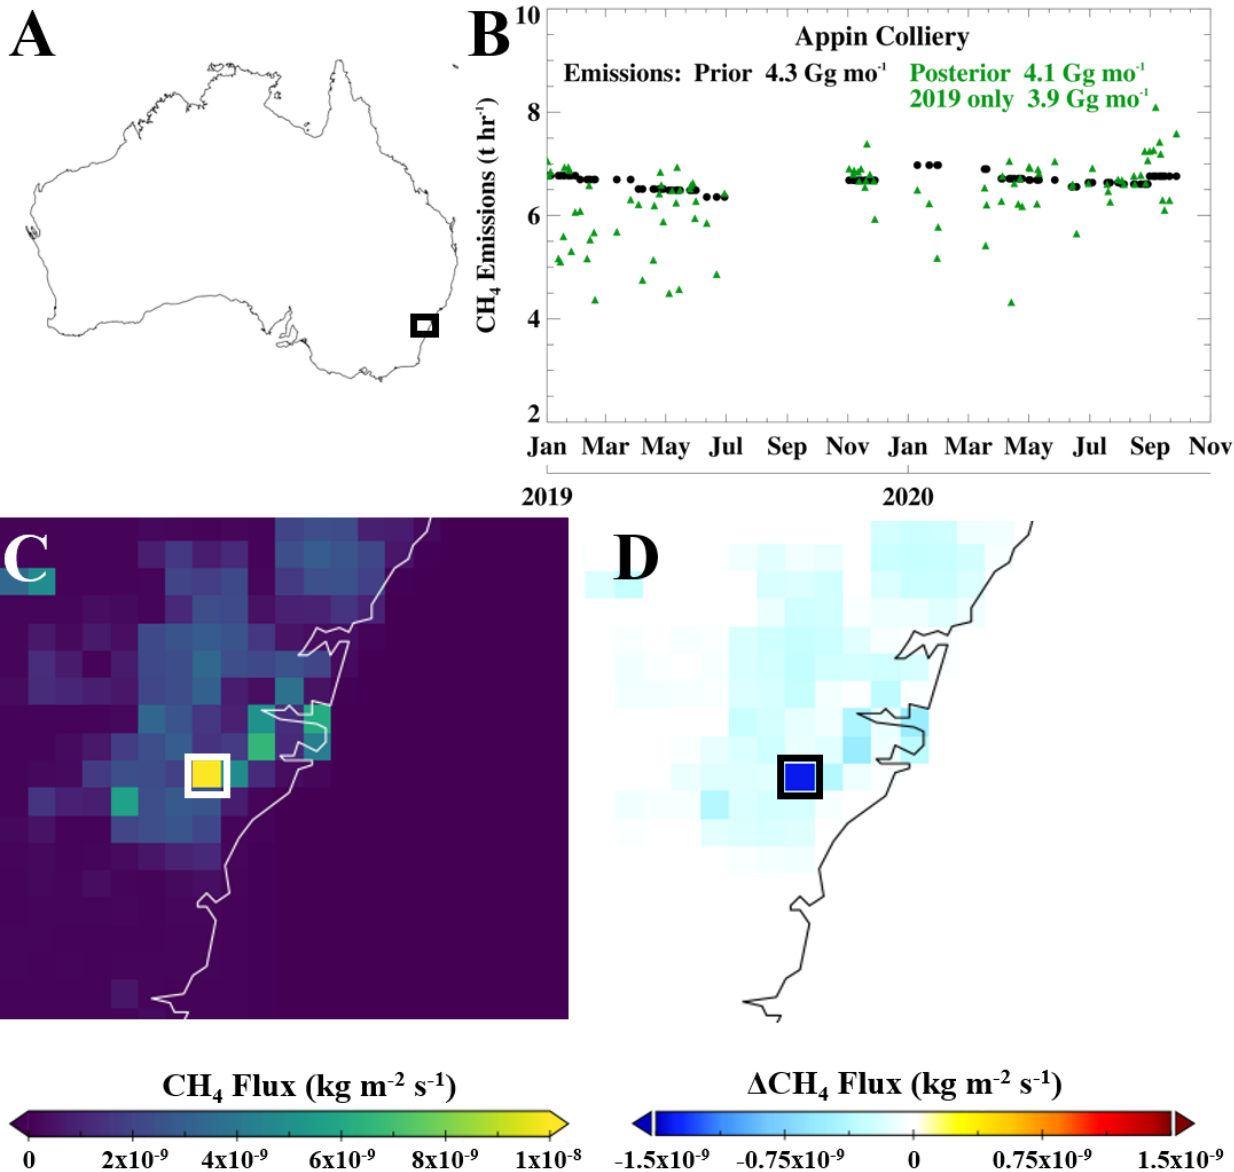 A
B
Appin Colliery
Emissions: Prior 4.3 Gg mo⁻¹ Posterior 4.1 Gg mo⁻¹
2019 only 3.9 Gg mo⁻¹
CH₄ Emissions (t hr⁻¹)
10
8
6
4
2
Jan Mar May Jul Sep Nov Jan Mar May Jul Sep Nov
2019 2020
C
D
CH₄ Flux (kg m⁻² s⁻¹)
0 2x10⁻⁹ 4x10⁻⁹ 6x10⁻⁹ 8x10⁻⁹ 1x10⁻⁸
ΔCH₄ Flux (kg m⁻² s⁻¹)
-1.5x10⁻⁹ -0.75x10⁻⁹ 0 0.75x10⁻⁹ 1.5x10⁻⁹